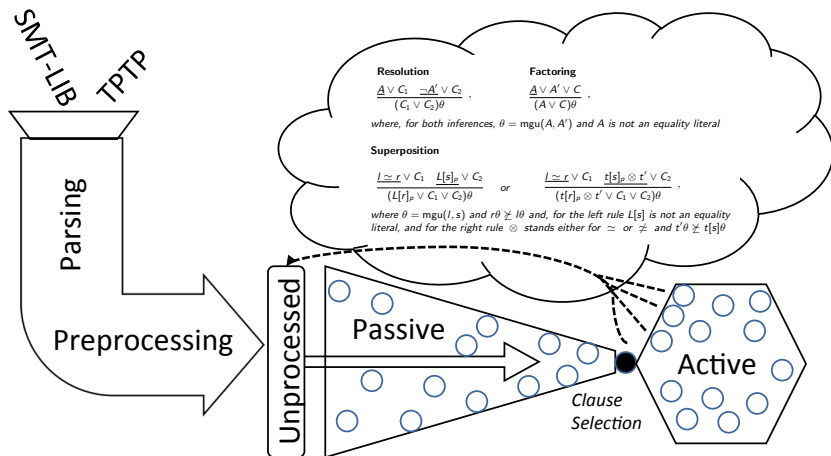 SMT-LIB
TPTP
Parsing
Preprocessing
Unprocessed
Passive
Clause
Selection
Active
Resolution
A ∨ C₁ ¬A′ ∨ C₂
(C₁ ∨ C₂)θ ,
Factoring
A ∨ A′ ∨ C
(A ∨ C)θ ,
where, for both inferences, θ = mgu(A, A′) and A is not an equality literal
Superposition
l ≃ r ∨ C₁ L[s]ₚ ∨ C₂
(L[r]ₚ ∨ C₁ ∨ C₂)θ
or
l ≃ r ∨ C₁ t[s]ₚ ⊗ t′ ∨ C₂
(t[r]ₚ ⊗ t′ ∨ C₁ ∨ C₂)θ ,
where θ = mgu(l, s) and rθ ⋡ lθ and, for the left rule L[s] is not an equality
literal, and for the right rule ⊗ stands either for ≃ or ≄ and t′θ ⋡ t[s]θ